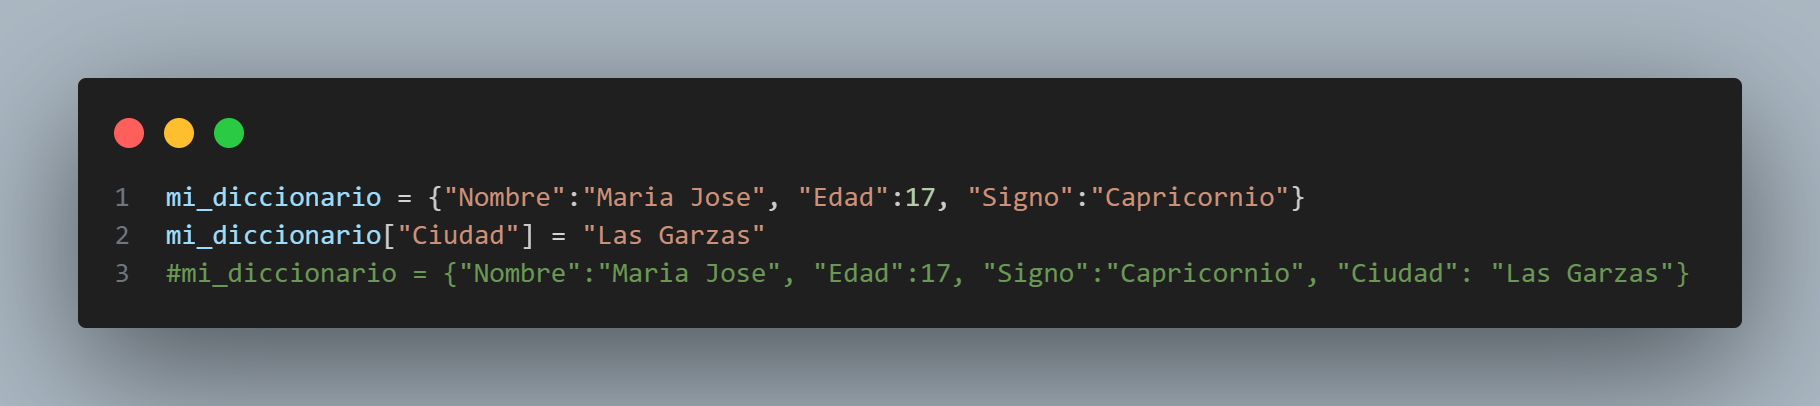 1 mi_diccionario = {"Nombre":"Maria Jose", "Edad":17, "Signo":"Capricornio"}
2 mi_diccionario["Ciudad"] = "Las Garzas"
3 #mi_diccionario = {"Nombre":"Maria Jose", "Edad":17, "Signo":"Capricornio", "Ciudad": "Las Garzas"}